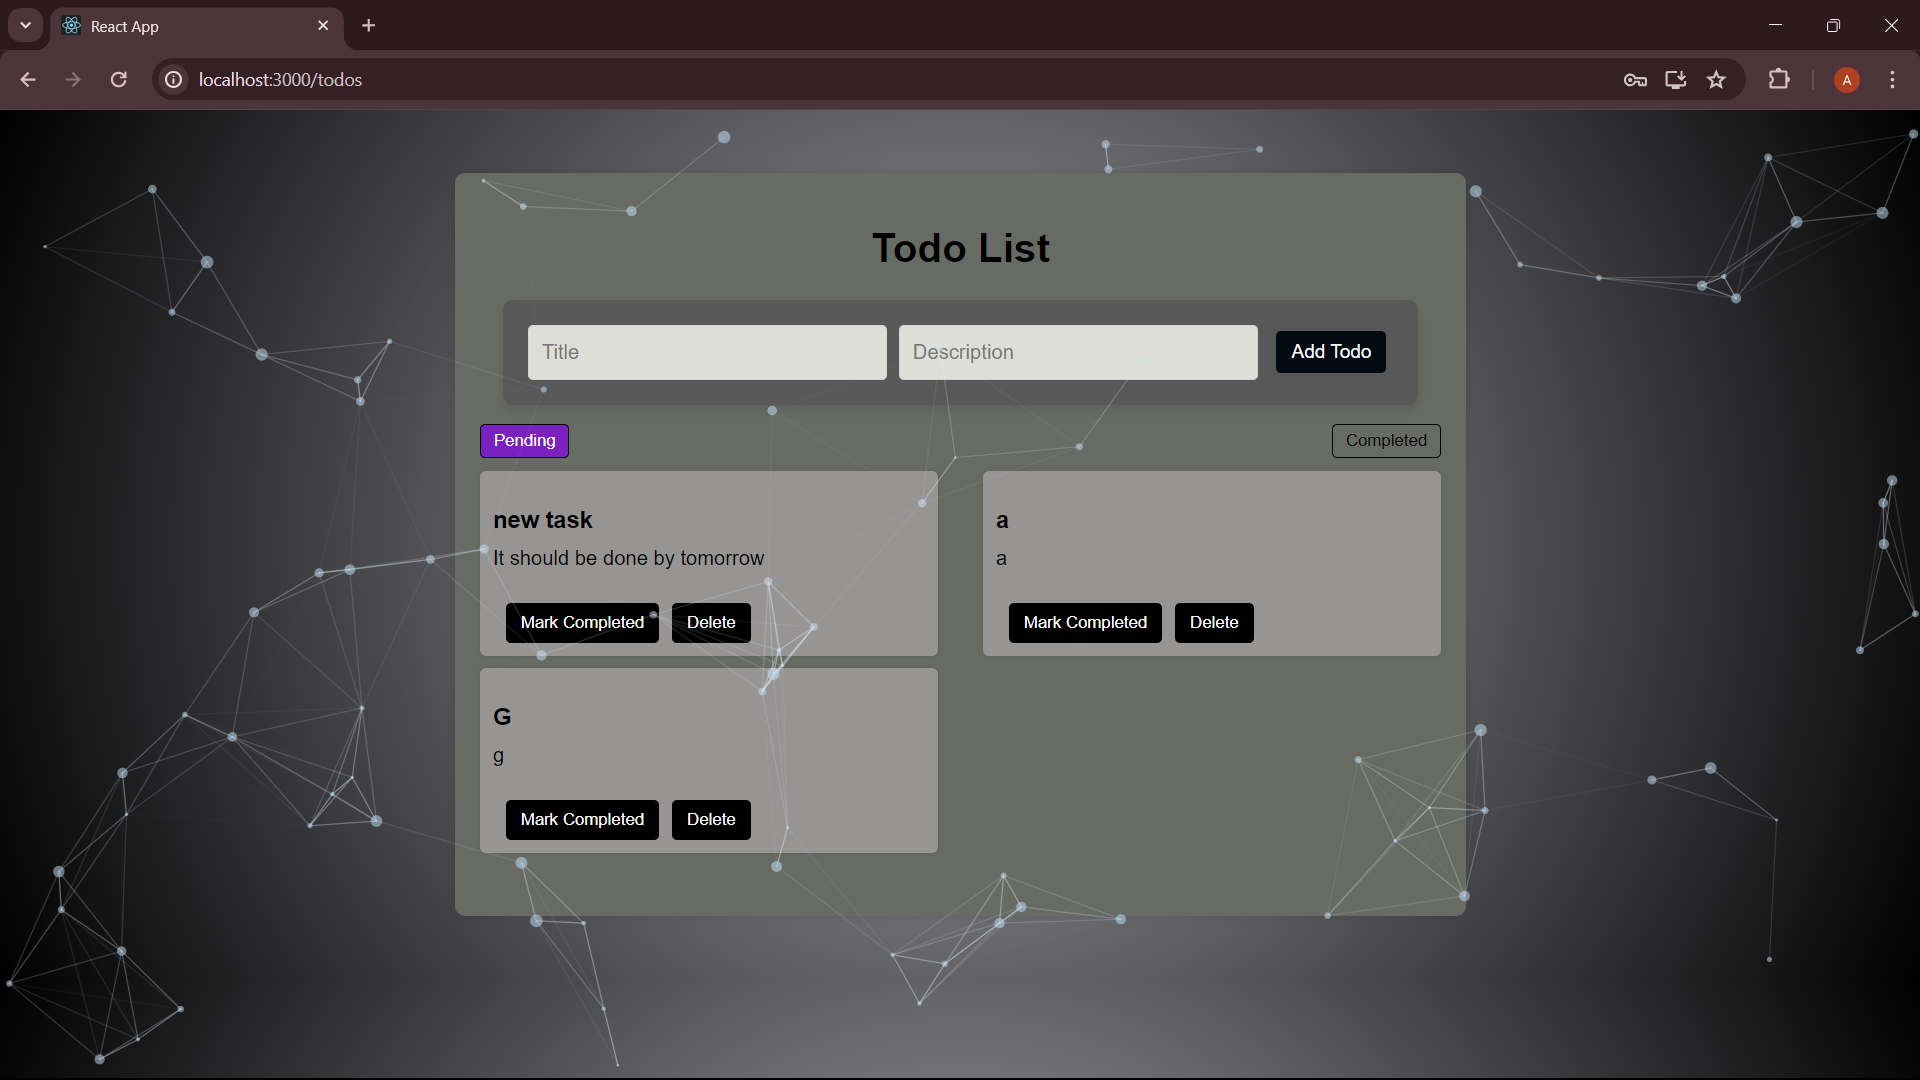 React App
localhost:3000/todos
A
Todo List
Title
Description
Add Todo
Pending
Completed
new task
It should be done by tomorrow
Mark Completed
Delete
a
a
Mark Completed
Delete
G
g
Mark Completed
Delete